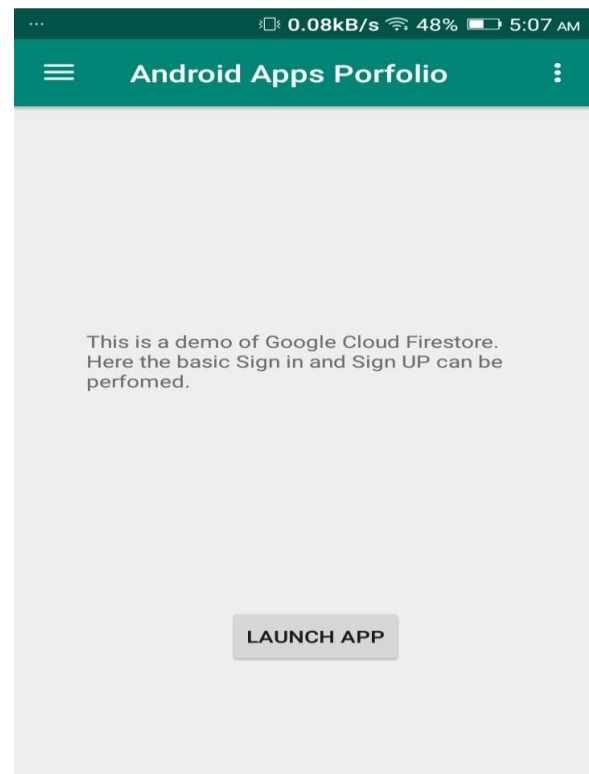 ... 0.08kB/s 48% 5:07 AM
Android Apps Porfolio
This is a demo of Google Cloud Firestore.
Here the basic Sign in and Sign UP can be
perfomed.
LAUNCH APP